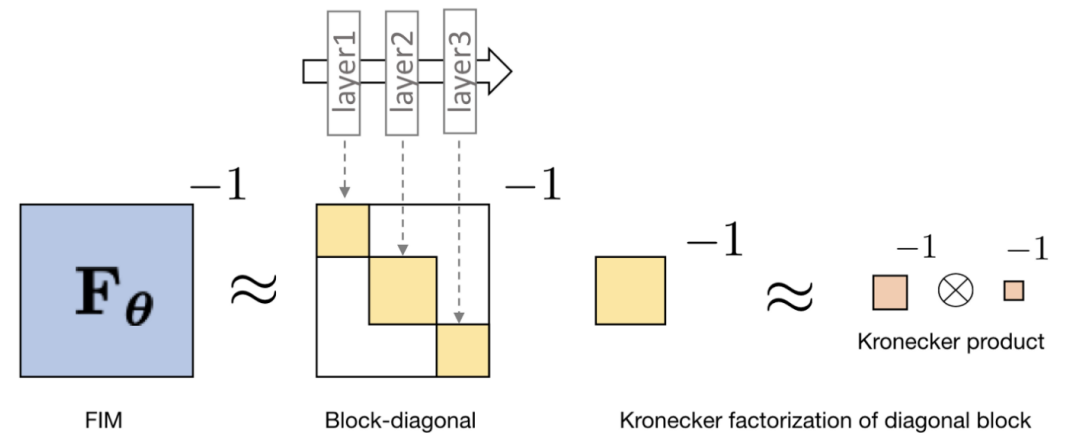 layer1
layer2
layer3
F_θ
−1
≈
−1
−1
≈
−1
⊗
−1
Kronecker product
FIM
Block-diagonal
Kronecker factorization of diagonal block